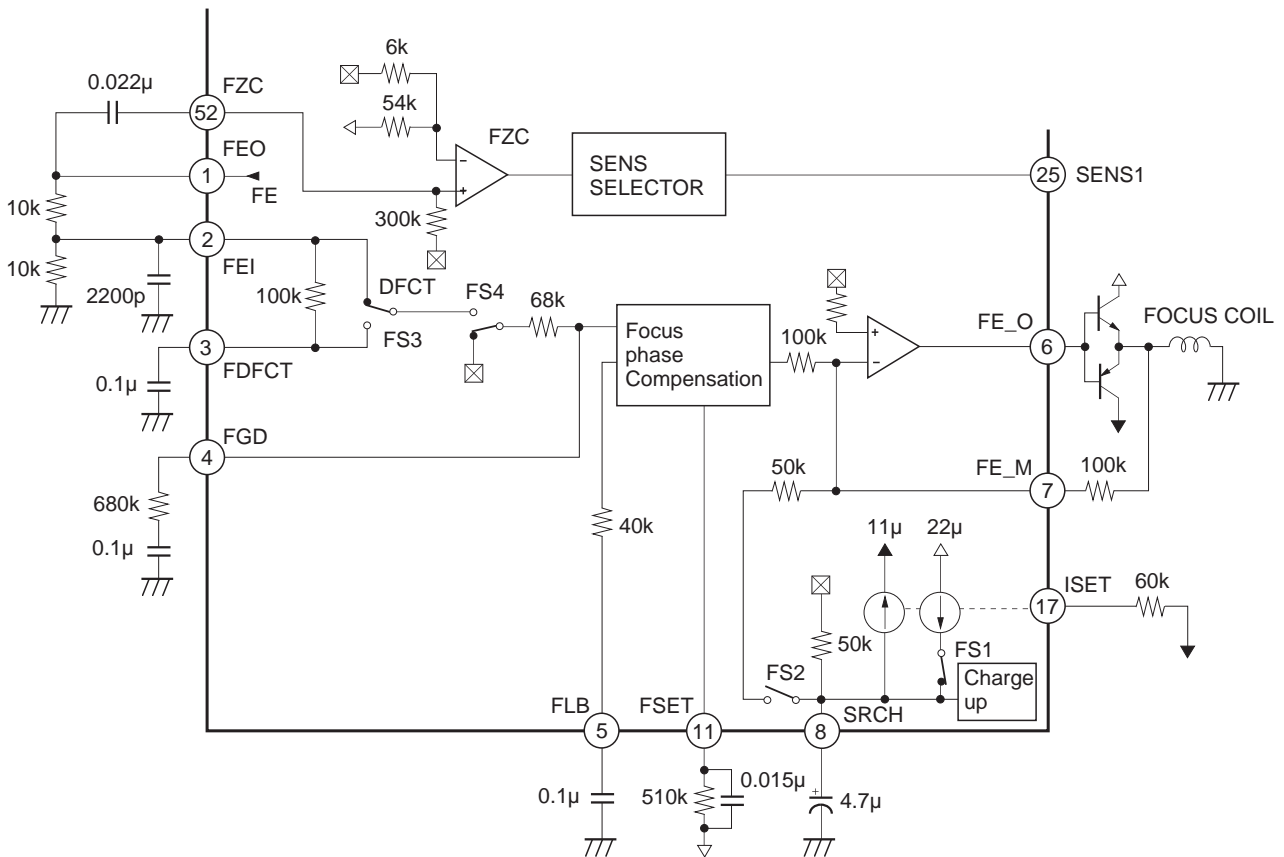 6k
0.022µ
FZC
54k
52
FZC
FEO
1
FE
SENS
SELECTOR
25
SENS1
10k
300k
2
10k
FEI
2200p
100k
DFCT
FS4
68k
FS3
3
FDFCT
0.1µ
Focus
phase
Compensation
100k
FE_O
6
FOCUS COIL
FGD
4
680k
0.1µ
50k
FE_M
7
100k
40k
11µ
22µ
ISET
17
60k
50k
FS1
FS2
Charge
up
FLB
FSET
SRCH
5
11
8
0.1µ
510k
0.015µ
+
4.7µ